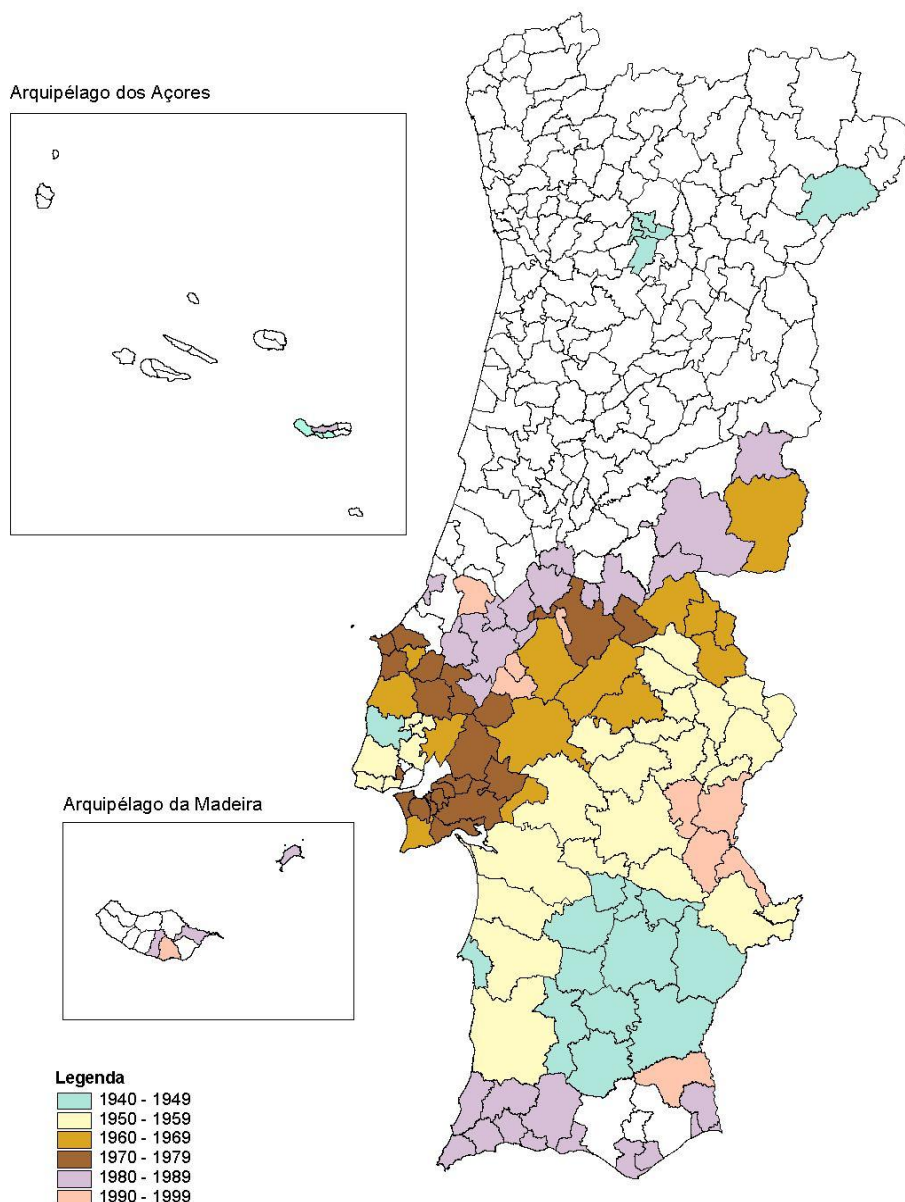 Arquipélago dos Açores
Arquipélago da Madeira
Legenda
1940 - 1949
1950 - 1959
1960 - 1969
1970 - 1979
1980 - 1989
1990 - 1999